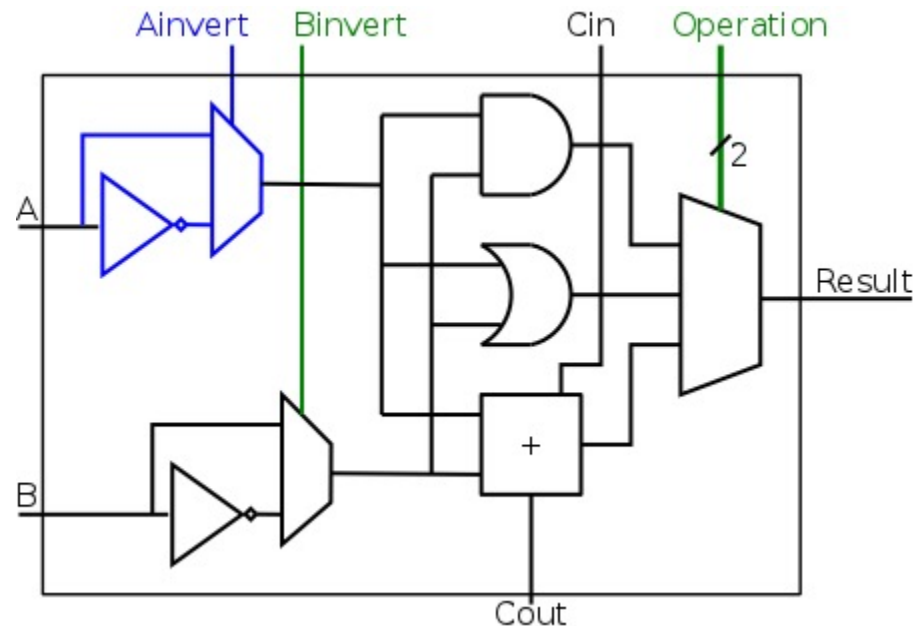 Ainvert
Binvert
Cin
Operation
2
A
Result
+
B
Cout